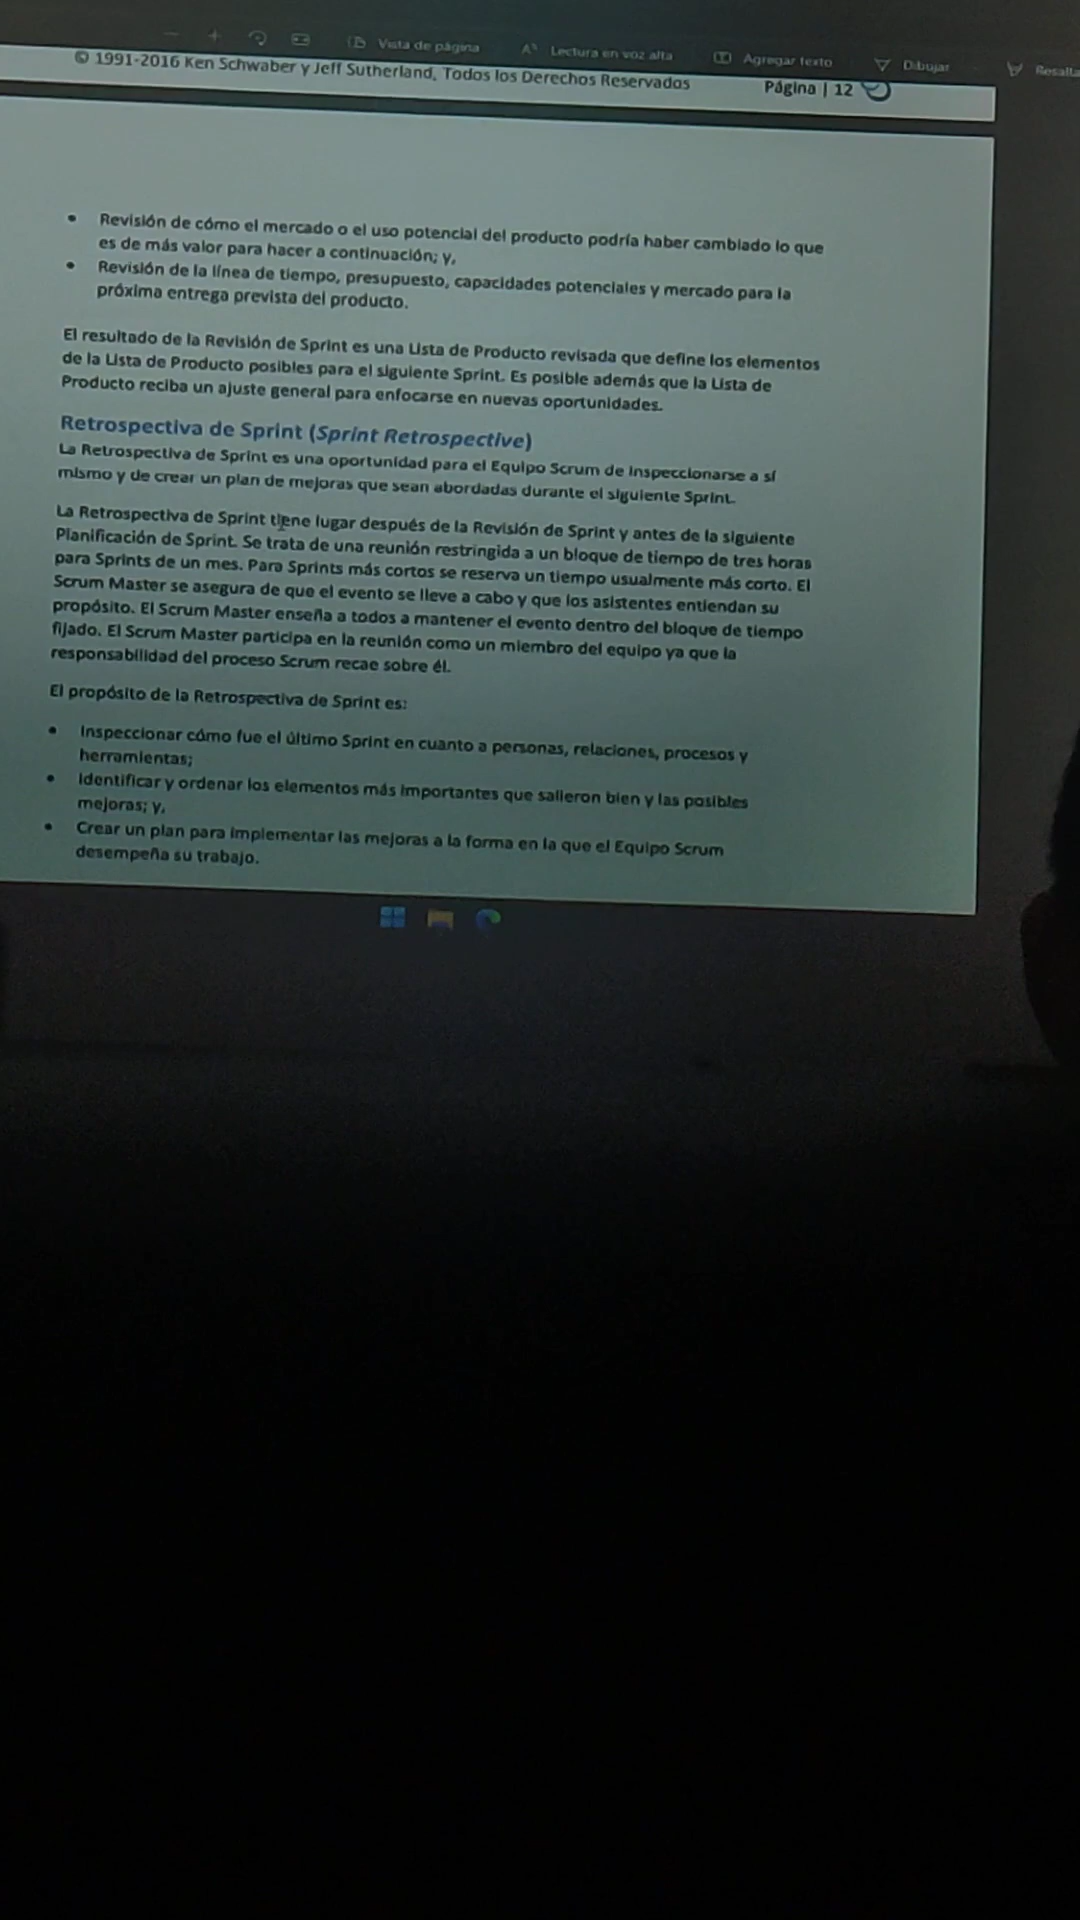 Vista de página
Lectura en voz alta
Agregar texto
Dibujar
© 1991-2016 Ken Schwaber y Jeff Sutherland, Todos los Derechos Reservados
Página | 12
• Revisión de cómo el mercado o el uso potencial del producto podría haber cambiado lo que
es de más valor para hacer a continuación; y,
• Revisión de la línea de tiempo, presupuesto, capacidades potenciales y mercado para la
próxima entrega prevista del producto.
El resultado de la Revisión de Sprint es una Lista de Producto revisada que define los elementos
de la Lista de Producto posibles para el siguiente Sprint. Es posible además que la Lista de
Producto reciba un ajuste general para enfocarse en nuevas oportunidades.
Retrospectiva de Sprint (Sprint Retrospective)
La Retrospectiva de Sprint es una oportunidad para el Equipo Scrum de inspeccionarse a sí
mismo y de crear un plan de mejoras que sean abordadas durante el siguiente Sprint.
La Retrospectiva de Sprint tiene lugar después de la Revisión de Sprint y antes de la siguiente
Planificación de Sprint. Se trata de una reunión restringida a un bloque de tiempo de tres horas
para Sprints de un mes. Para Sprints más cortos se reserva un tiempo usualmente más corto. El
Scrum Master se asegura de que el evento se lleve a cabo y que los asistentes entiendan su
propósito. El Scrum Master enseña a todos a mantener el evento dentro del bloque de tiempo
fijado. El Scrum Master participa en la reunión como un miembro del equipo ya que la
responsabilidad del proceso Scrum recae sobre él.
El propósito de la Retrospectiva de Sprint es:
• Inspeccionar cómo fue el último Sprint en cuanto a personas, relaciones, procesos y
herramientas;
• Identificar y ordenar los elementos más importantes que salieron bien y las posibles
mejoras; y,
• Crear un plan para implementar las mejoras a la forma en la que el Equipo Scrum
desempeña su trabajo.